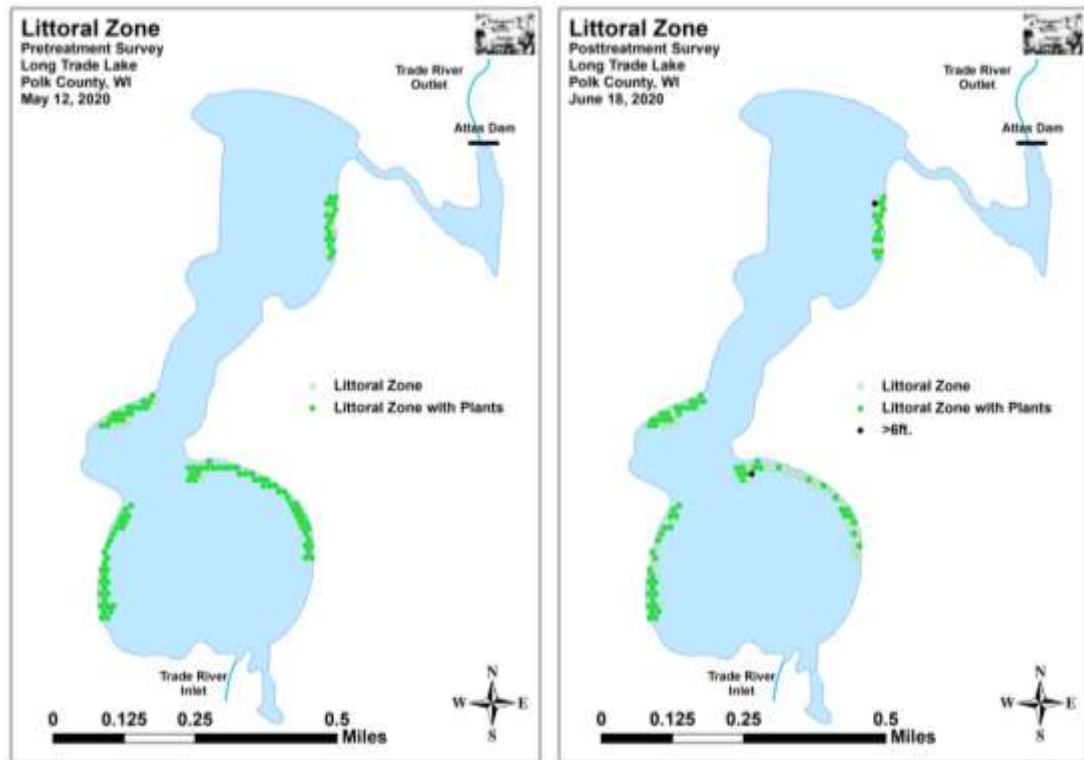 Littoral Zone
Pretreatment Survey
Long Trade Lake
Polk County, WI
May 12, 2020
Trade River
Outlet
Atlas Dam
Littoral Zone
Littoral Zone with Plants
Trade River
Inlet
N
W E
S
0 0.125 0.25 0.5
Miles
Littoral Zone
Posttreatment Survey
Long Trade Lake
Polk County, WI
June 18, 2020
Trade River
Outlet
Atlas Dam
Littoral Zone
Littoral Zone with Plants
>6ft.
Trade River
Inlet
N
W E
S
0 0.125 0.25 0.5
Miles